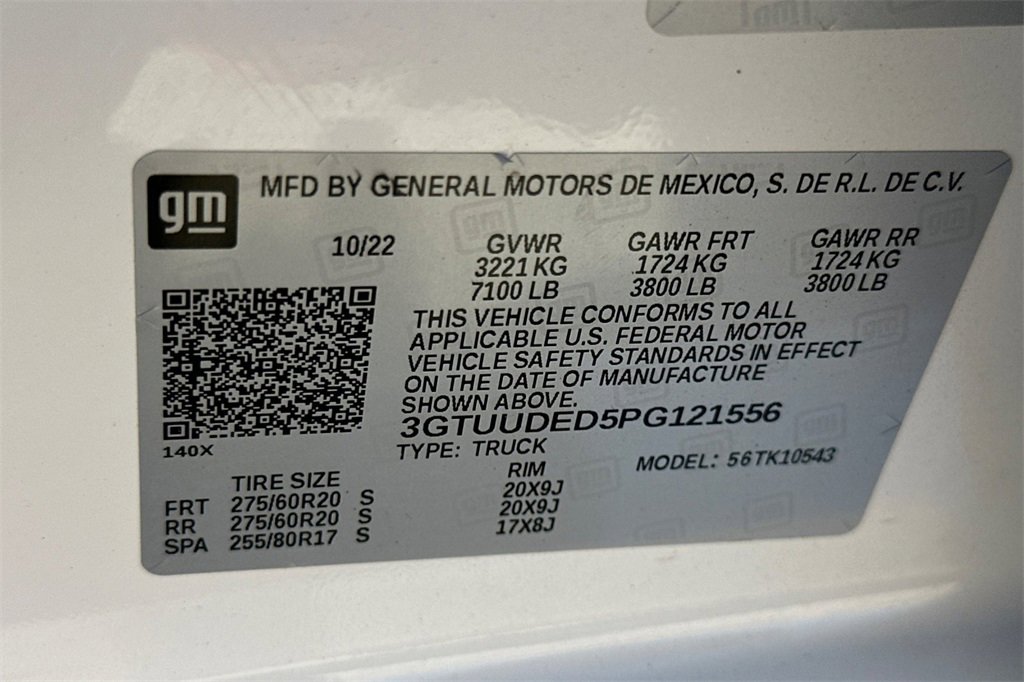 gm
MFD BY GENERAL MOTORS DE MEXICO, S. DE R.L. DE C.V.
10/22 GVWR GAWR FRT GAWR RR
3221 KG 1724 KG 1724 KG
7100 LB 3800 LB 3800 LB
THIS VEHICLE CONFORMS TO ALL
APPLICABLE U.S. FEDERAL MOTOR
VEHICLE SAFETY STANDARDS IN EFFECT
ON THE DATE OF MANUFACTURE
SHOWN ABOVE.
3GTUUDED5PG121556
140X
TYPE: TRUCK MODEL: 56TK10543
TIRE SIZE RIM
FRT 275/60R20 S 20X9J
RR 275/60R20 S 20X9J
SPA 255/80R17 S 17X8J